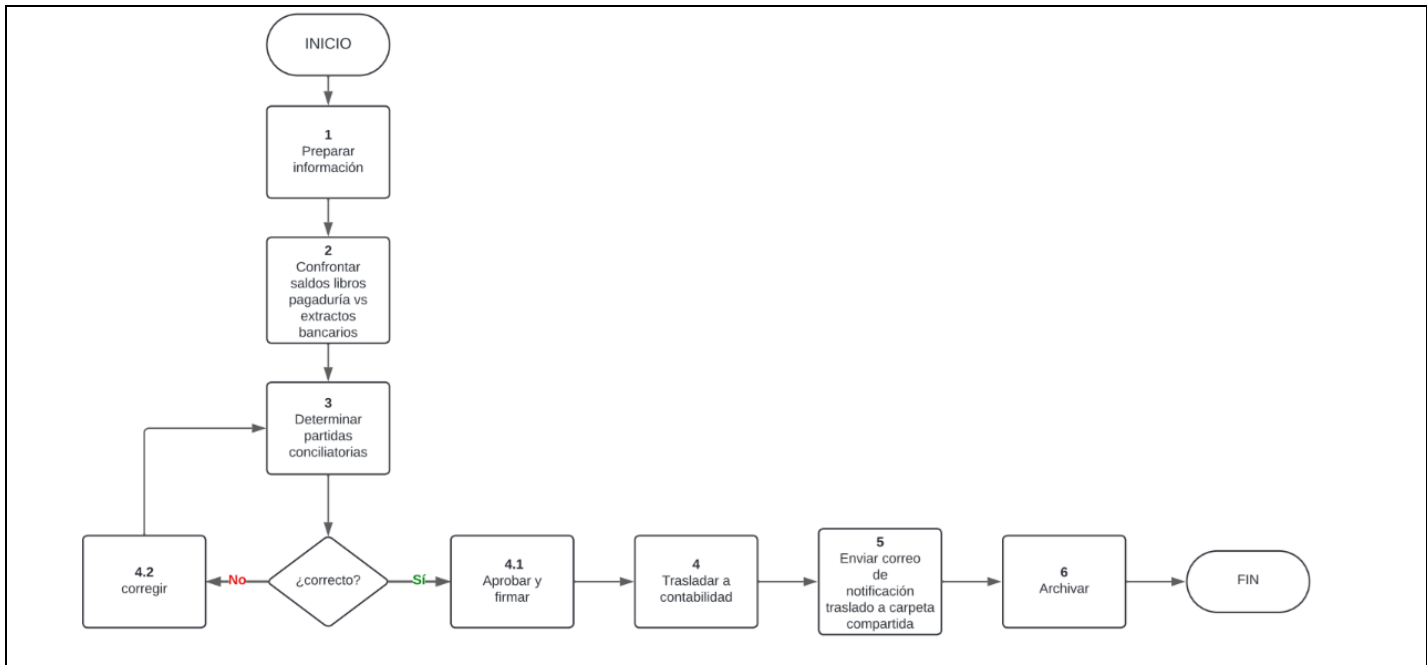 INICIO
1
Preparar
información
2
Confrontar
saldos libros
pagaduría vs
extractos
bancarios
3
Determinar
partidas
conciliatorias
4.2
corregir
No
¿correcto?
Sí
4.1
Aprobar y
firmar
4
Trasladar a
contabilidad
5
Enviar correo
de
notificación
traslado a carpeta
compartida
6
Archivar
FIN